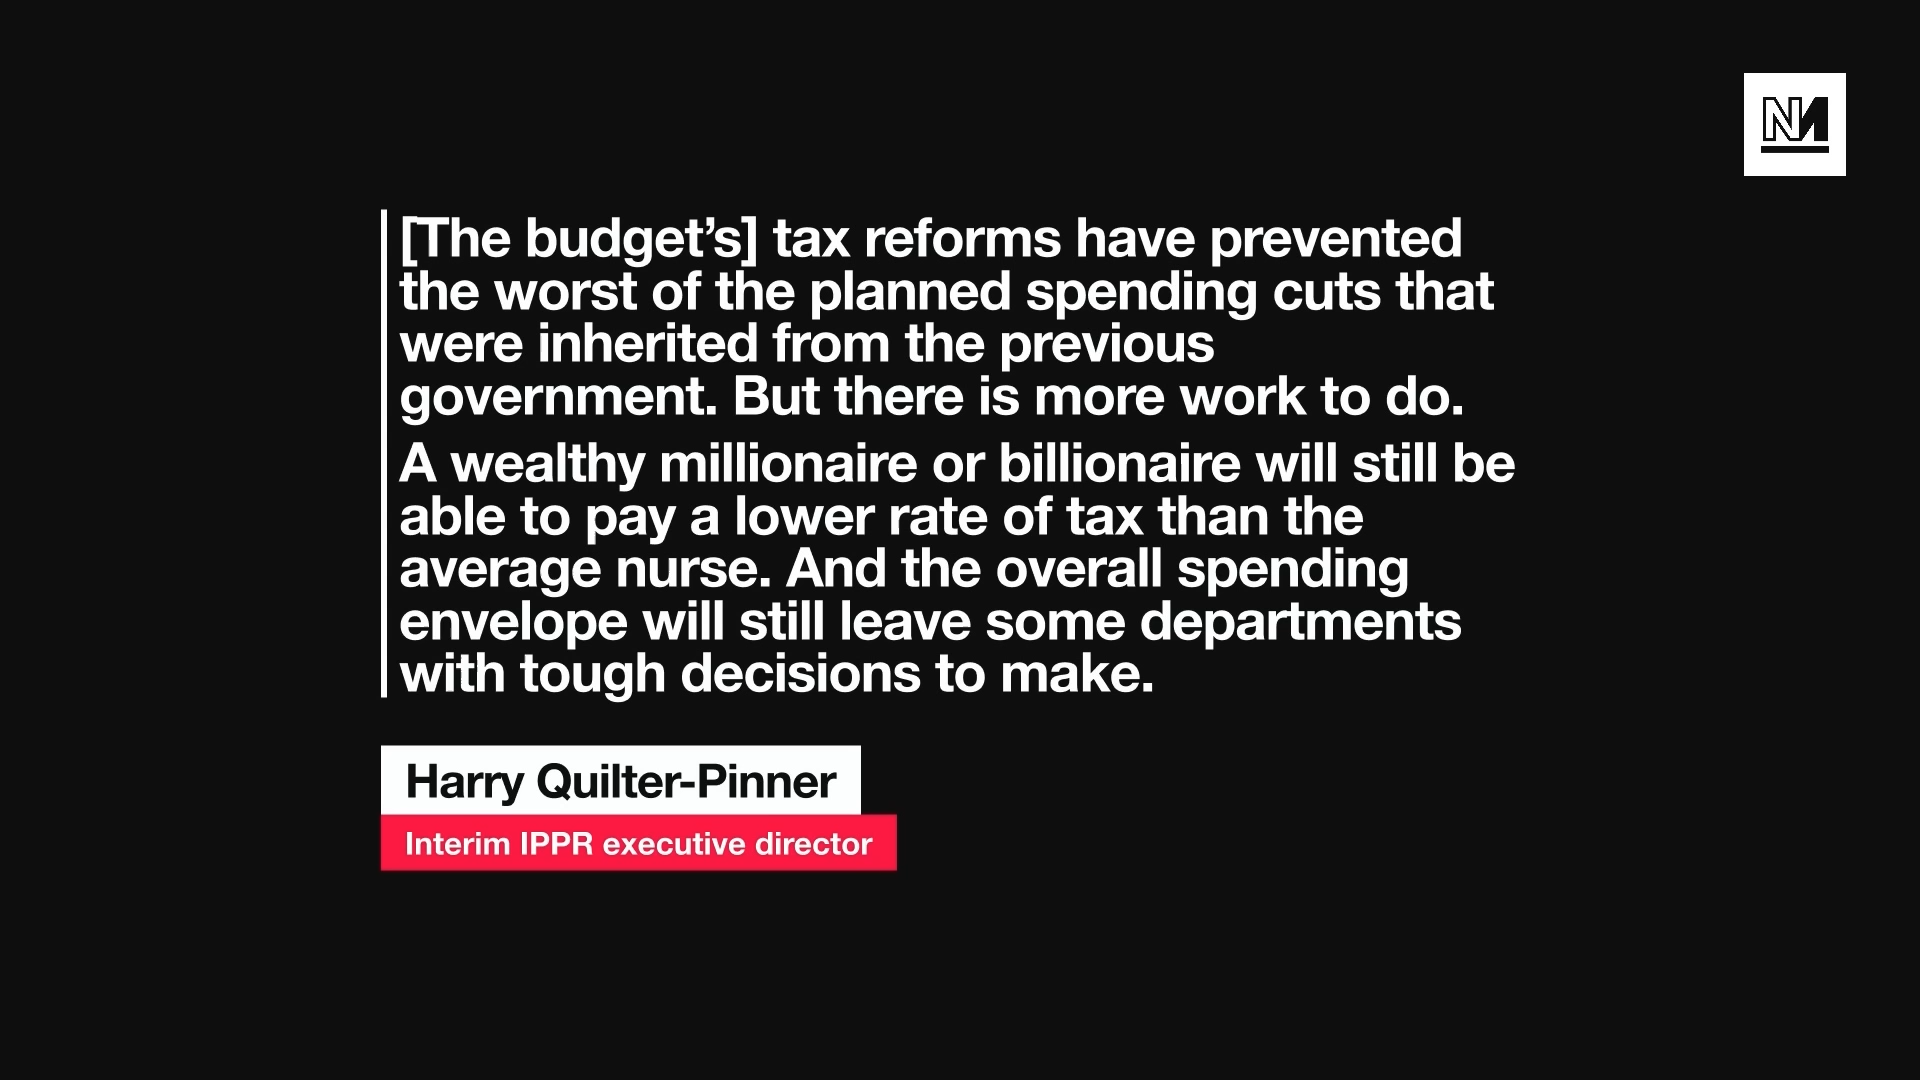 NM
[The budget’s] tax reforms have prevented
the worst of the planned spending cuts that
were inherited from the previous
government. But there is more work to do.
A wealthy millionaire or billionaire will still be
able to pay a lower rate of tax than the
average nurse. And the overall spending
envelope will still leave some departments
with tough decisions to make.
Harry Quilter-Pinner
Interim IPPR executive director